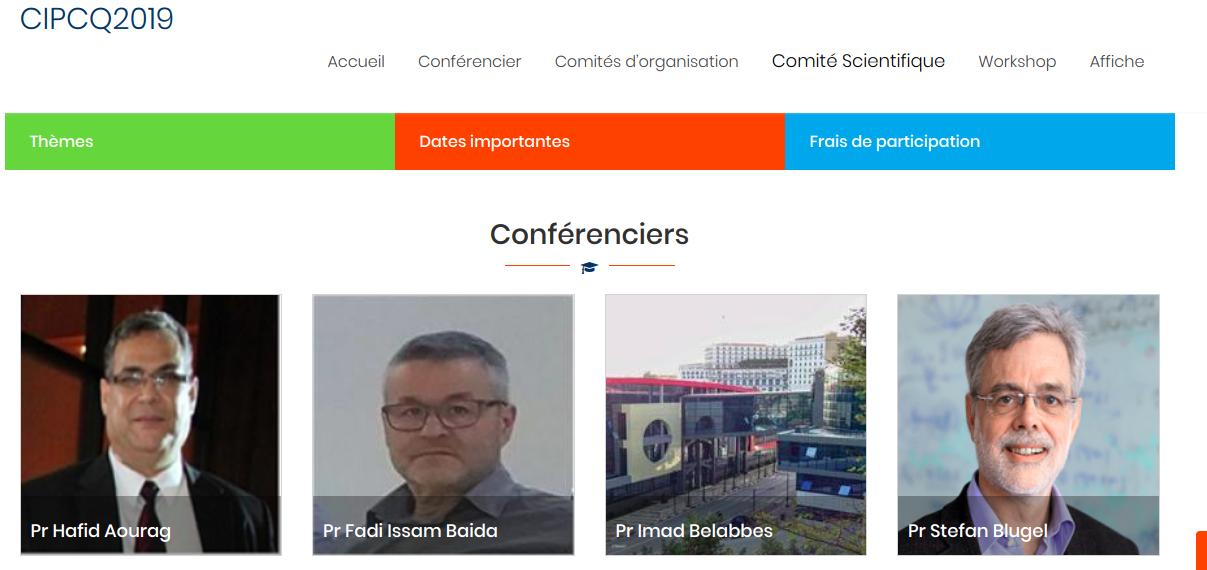 CIPCQ2019
Accueil Conférencier Comités d'organisation Comité Scientifique Workshop Affiche
Thèmes Dates importantes Frais de participation
Conférenciers
Pr Hafid Aourag Pr Fadi Issam Baida Pr Imad Belabbes Pr Stefan Blugel